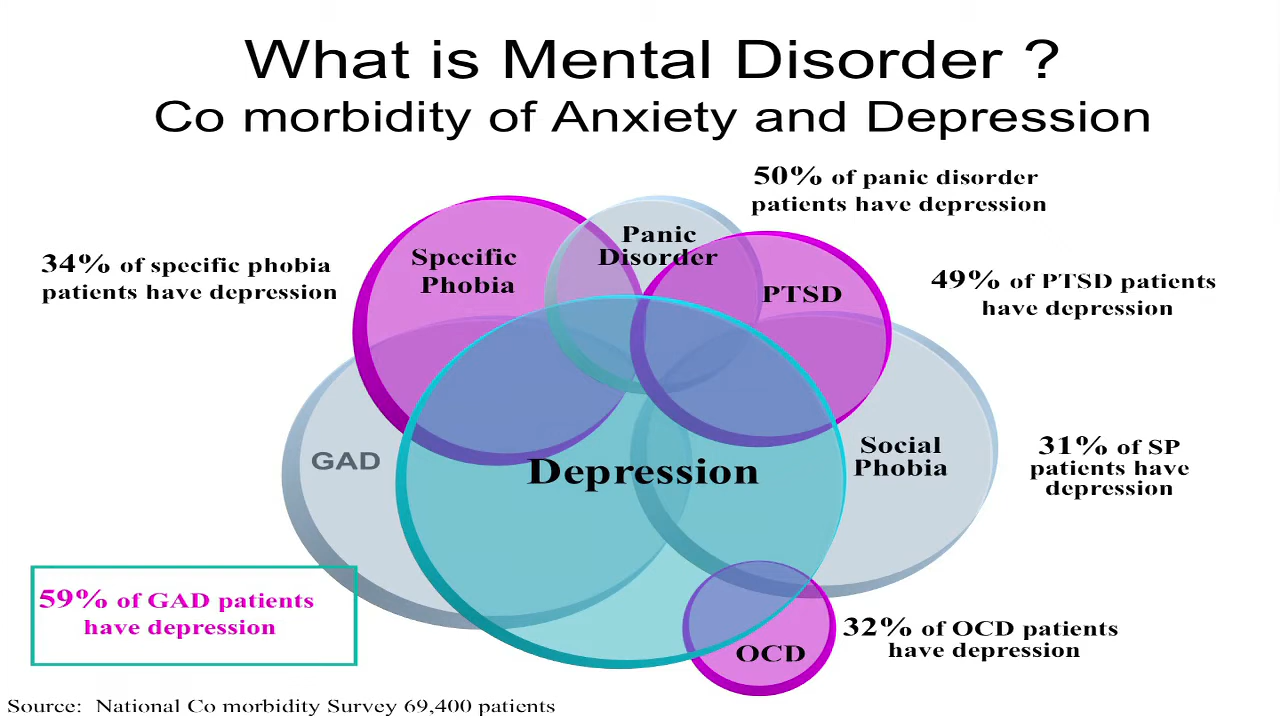 What is Mental Disorder ?
Co morbidity of Anxiety and Depression
50% of panic disorder
patients have depression
34% of specific phobia
patients have depression
Specific
Phobia
Panic
Disorder
PTSD
49% of PTSD patients
have depression
GAD
Depression
Social
Phobia
31% of SP
patients have
depression
59% of GAD patients
have depression
OCD
32% of OCD patients
have depression
Source: National Co morbidity Survey 69,400 patients